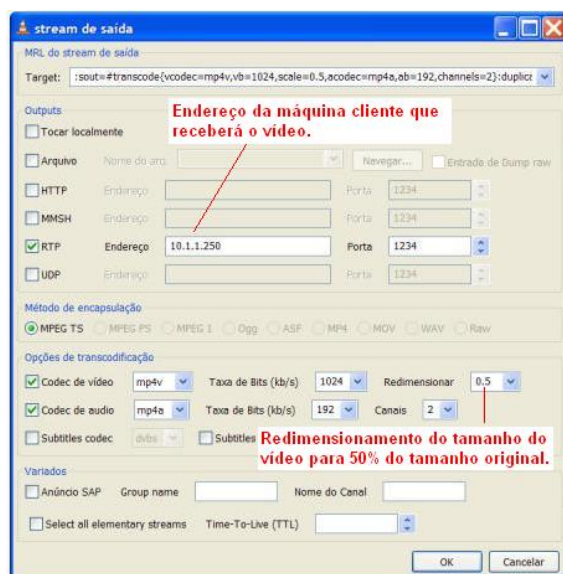 stream de saída
MRL do stream de saída
Target: :sout=#transcode{vcodec=mp4v,vb=1024,scale=0.5,acodec=mp4a,ab=192,channels=2}:duplica
Outputs
Endereço da máquina cliente que
receberá o vídeo.
Tocar localmente
Arquivo Nome do arq. Navegar... Entrada de Dump raw
HTTP Endereço Porta 1234
MMSH Endereço Porta 1234
RTP Endereço 10.1.1.250 Porta 1234
UDP Endereço Porta 1234
Método de encapsulação
MPEG TS MPEG PS MPEG 1 Ogg ASF MP4 MOV WAV Raw
Opções de transcodificação
Codec de vídeo mp4v Taxa de Bits (kb/s) 1024 Redimensionar 0.5
Codec de audio mp4a Taxa de Bits (kb/s) 192 Canais 2
Subtitles codec dvbs Subtitles
Redimensionamento do tamanho do
vídeo para 50% do tamanho original.
Variados
Anúncio SAP Group name Nome do Canal
Select all elementary streams Time-To-Live (TTL)
OK Cancelar